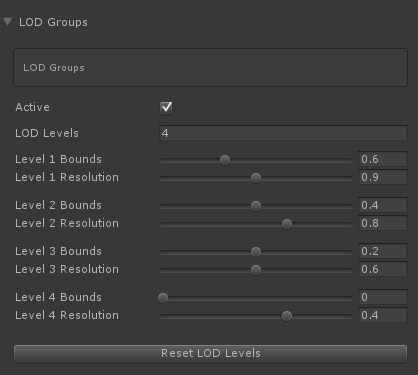 LOD Groups
LOD Groups
Active
LOD Levels 4
Level 1 Bounds 0.6
Level 1 Resolution 0.9
Level 2 Bounds 0.4
Level 2 Resolution 0.8
Level 3 Bounds 0.2
Level 3 Resolution 0.6
Level 4 Bounds 0
Level 4 Resolution 0.4
Reset LOD Levels